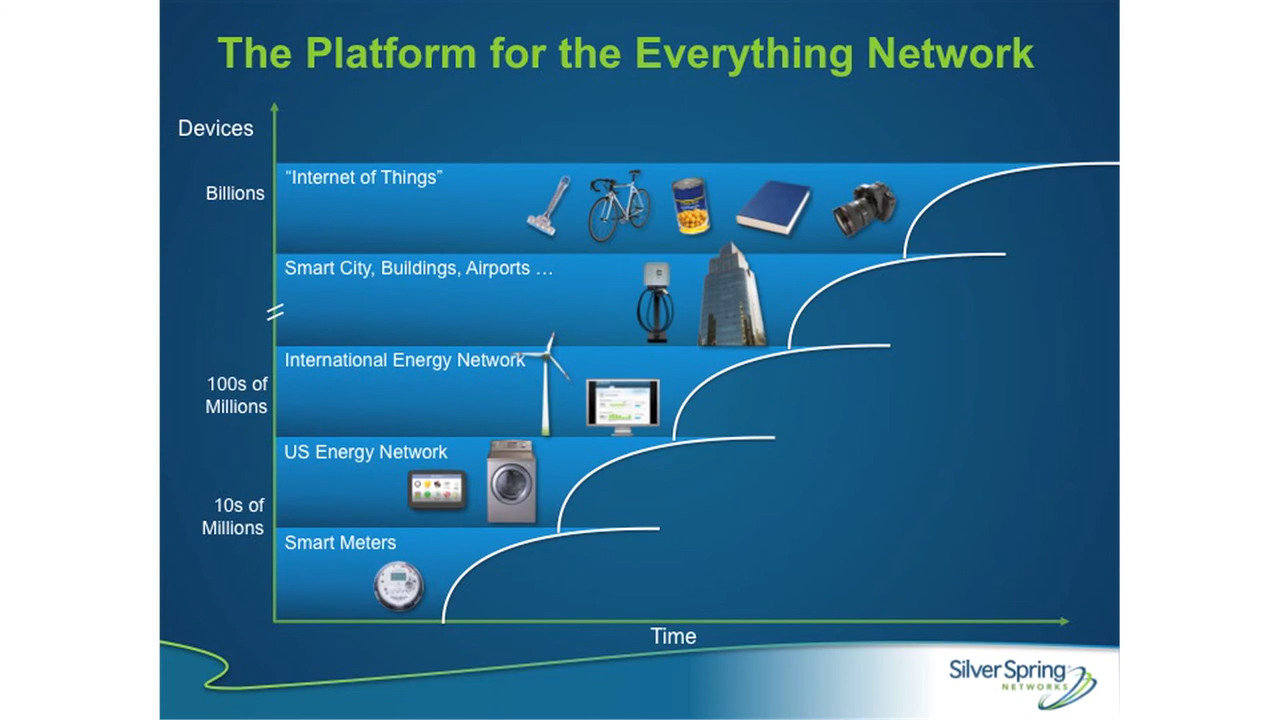 The Platform for the Everything Network
Devices
Billions
“Internet of Things”
Smart City, Buildings, Airports …
International Energy Network
100s of
Millions
US Energy Network
10s of
Millions
Smart Meters
Time
Silver Spring
NETWORKS